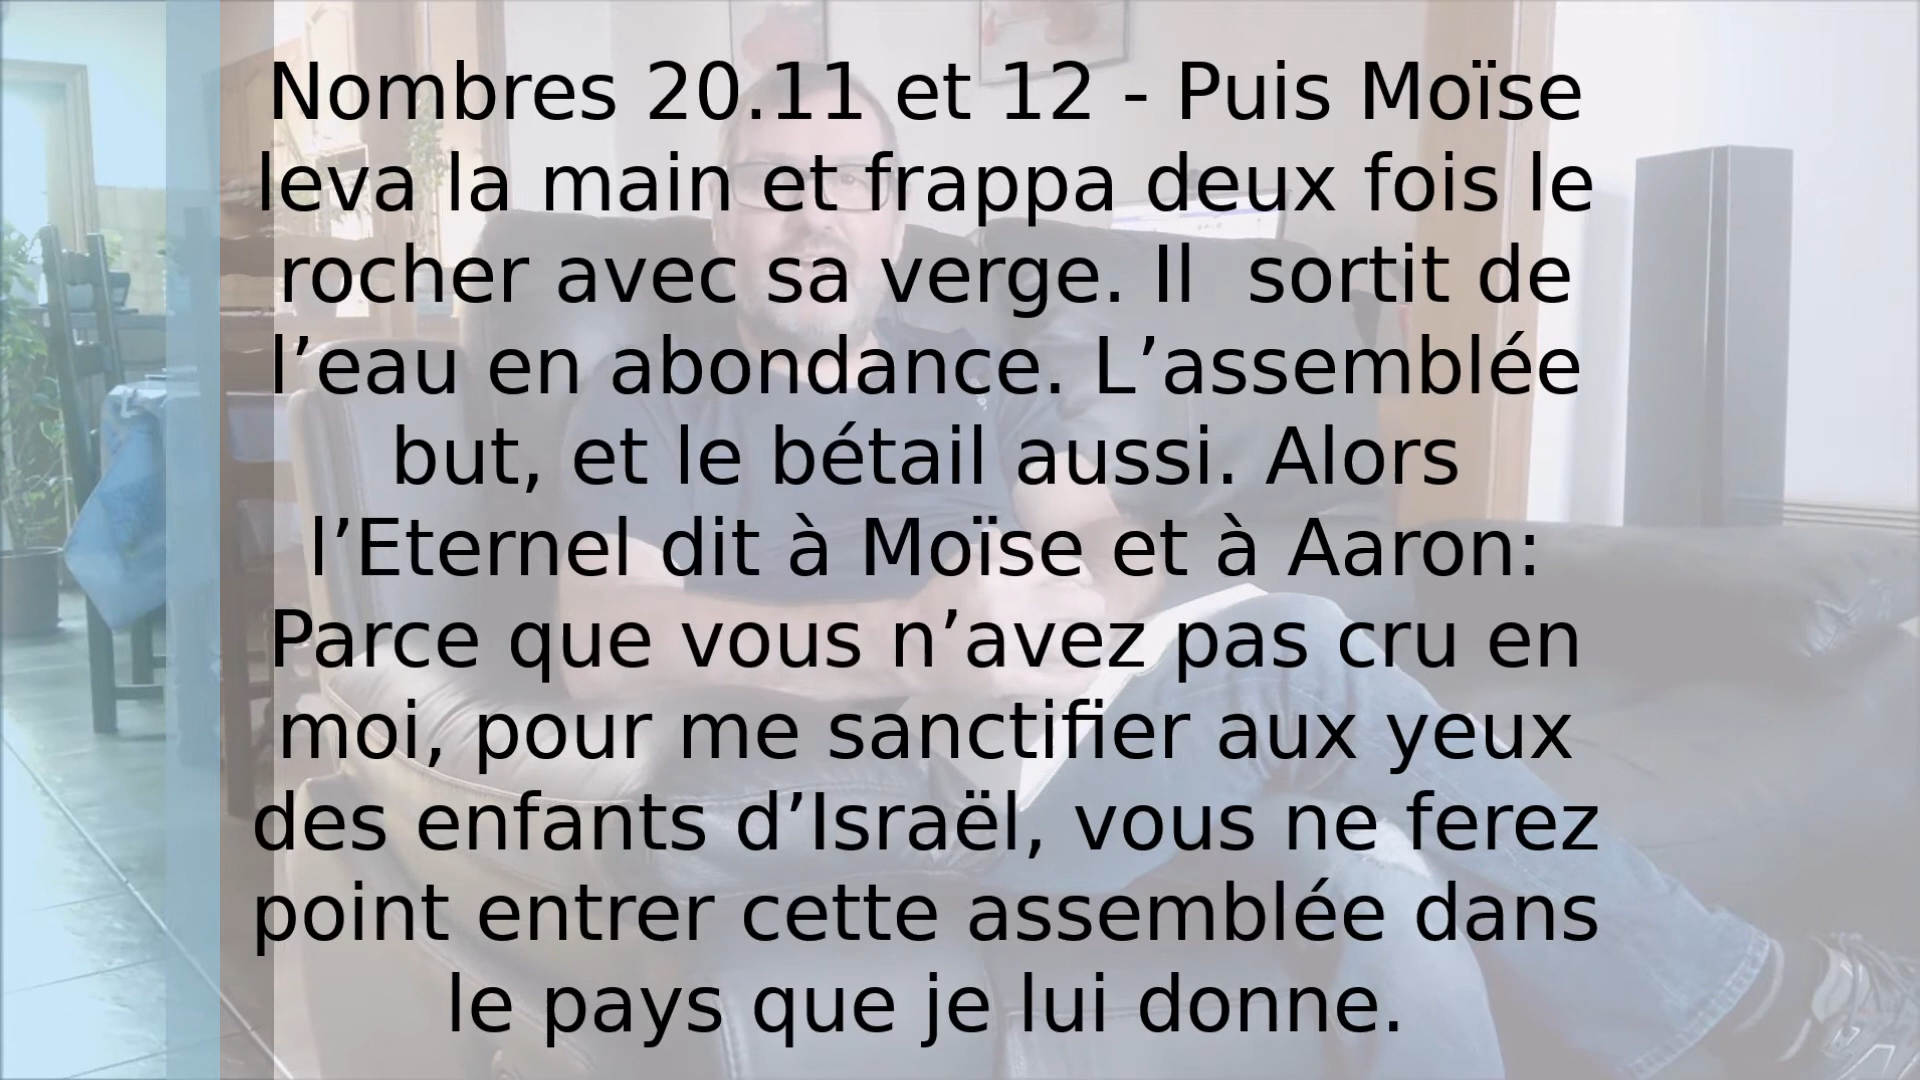 Nombres 20.11 et 12 - Puis Moïse
leva la main et frappa deux fois le
rocher avec sa verge. Il  sortit de
l’eau en abondance. L’assemblée
but, et le bétail aussi. Alors
l’Eternel dit à Moïse et à Aaron:
Parce que vous n’avez pas cru en
moi, pour me sanctifier aux yeux
des enfants d’Israël, vous ne ferez
point entrer cette assemblée dans
le pays que je lui donne.